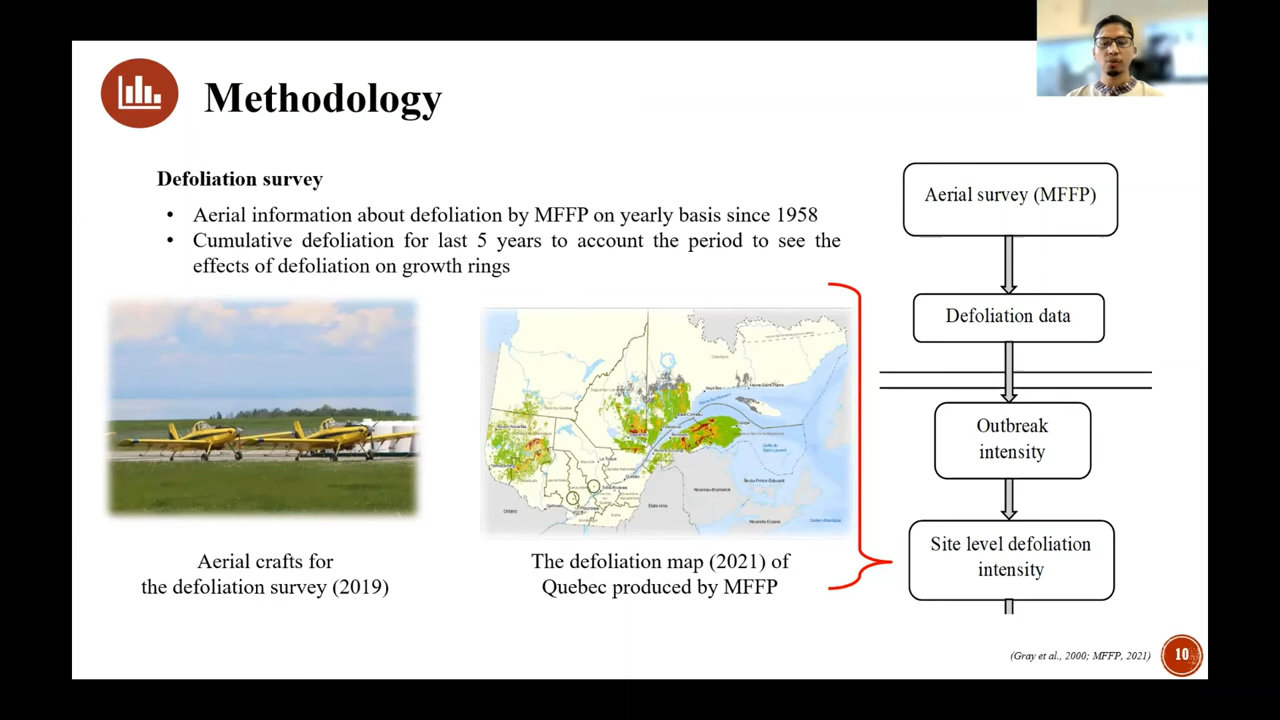 Methodology
Defoliation survey
• Aerial information about defoliation by MFFP on yearly basis since 1958
• Cumulative defoliation for last 5 years to account the period to see the
effects of defoliation on growth rings
Aerial crafts for
the defoliation survey (2019)
The defoliation map (2021) of
Quebec produced by MFFP
Aerial survey (MFFP)
Defoliation data
Outbreak
intensity
Site level defoliation
intensity
(Gray et al., 2000; MFFP, 2021)
10